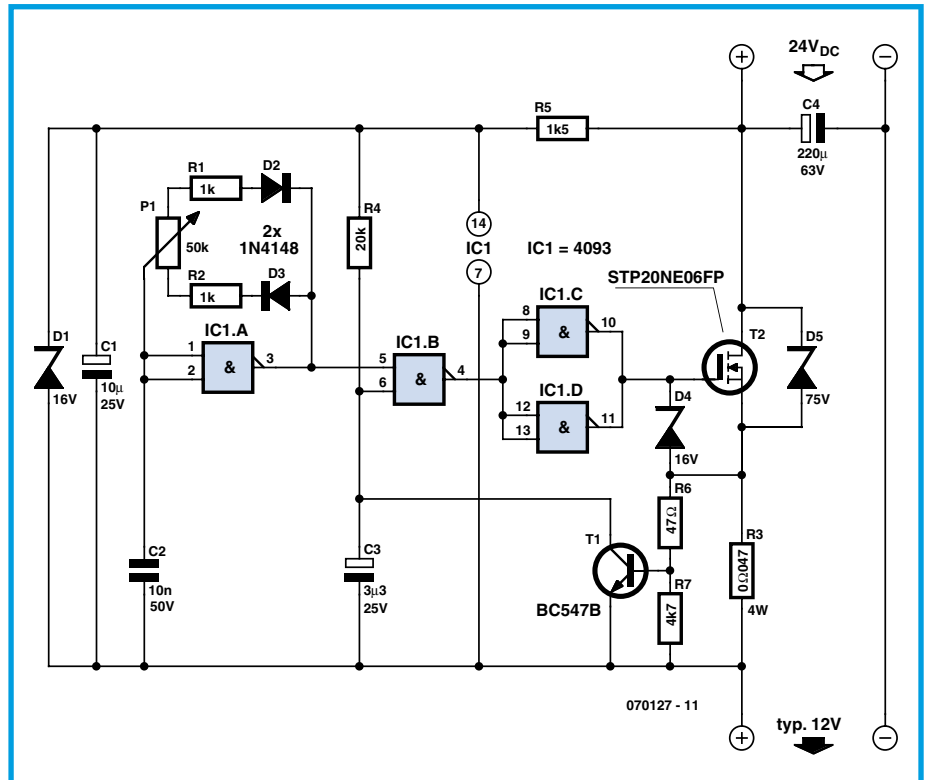 24VDC
+
−
C4
220µ
63V
R5
1k5
R1
1k
D2
P1
50k
2x
1N4148
R2
1k
D3
R4
20k
14
IC1
7
IC1 = 4093
STP20NE06FP
D1
16V
C1
10µ
25V
IC1.A
1
2
&
3
IC1.B
5
6
&
4
IC1.C
8
9
&
10
IC1.D
12
13
&
11
T2
D5
75V
D4
16V
C2
10n
50V
C3
3µ3
25V
T1
BC547B
R6
47Ω
R7
4k7
R3
0Ω047
4W
070127 - 11
typ. 12V
+
−